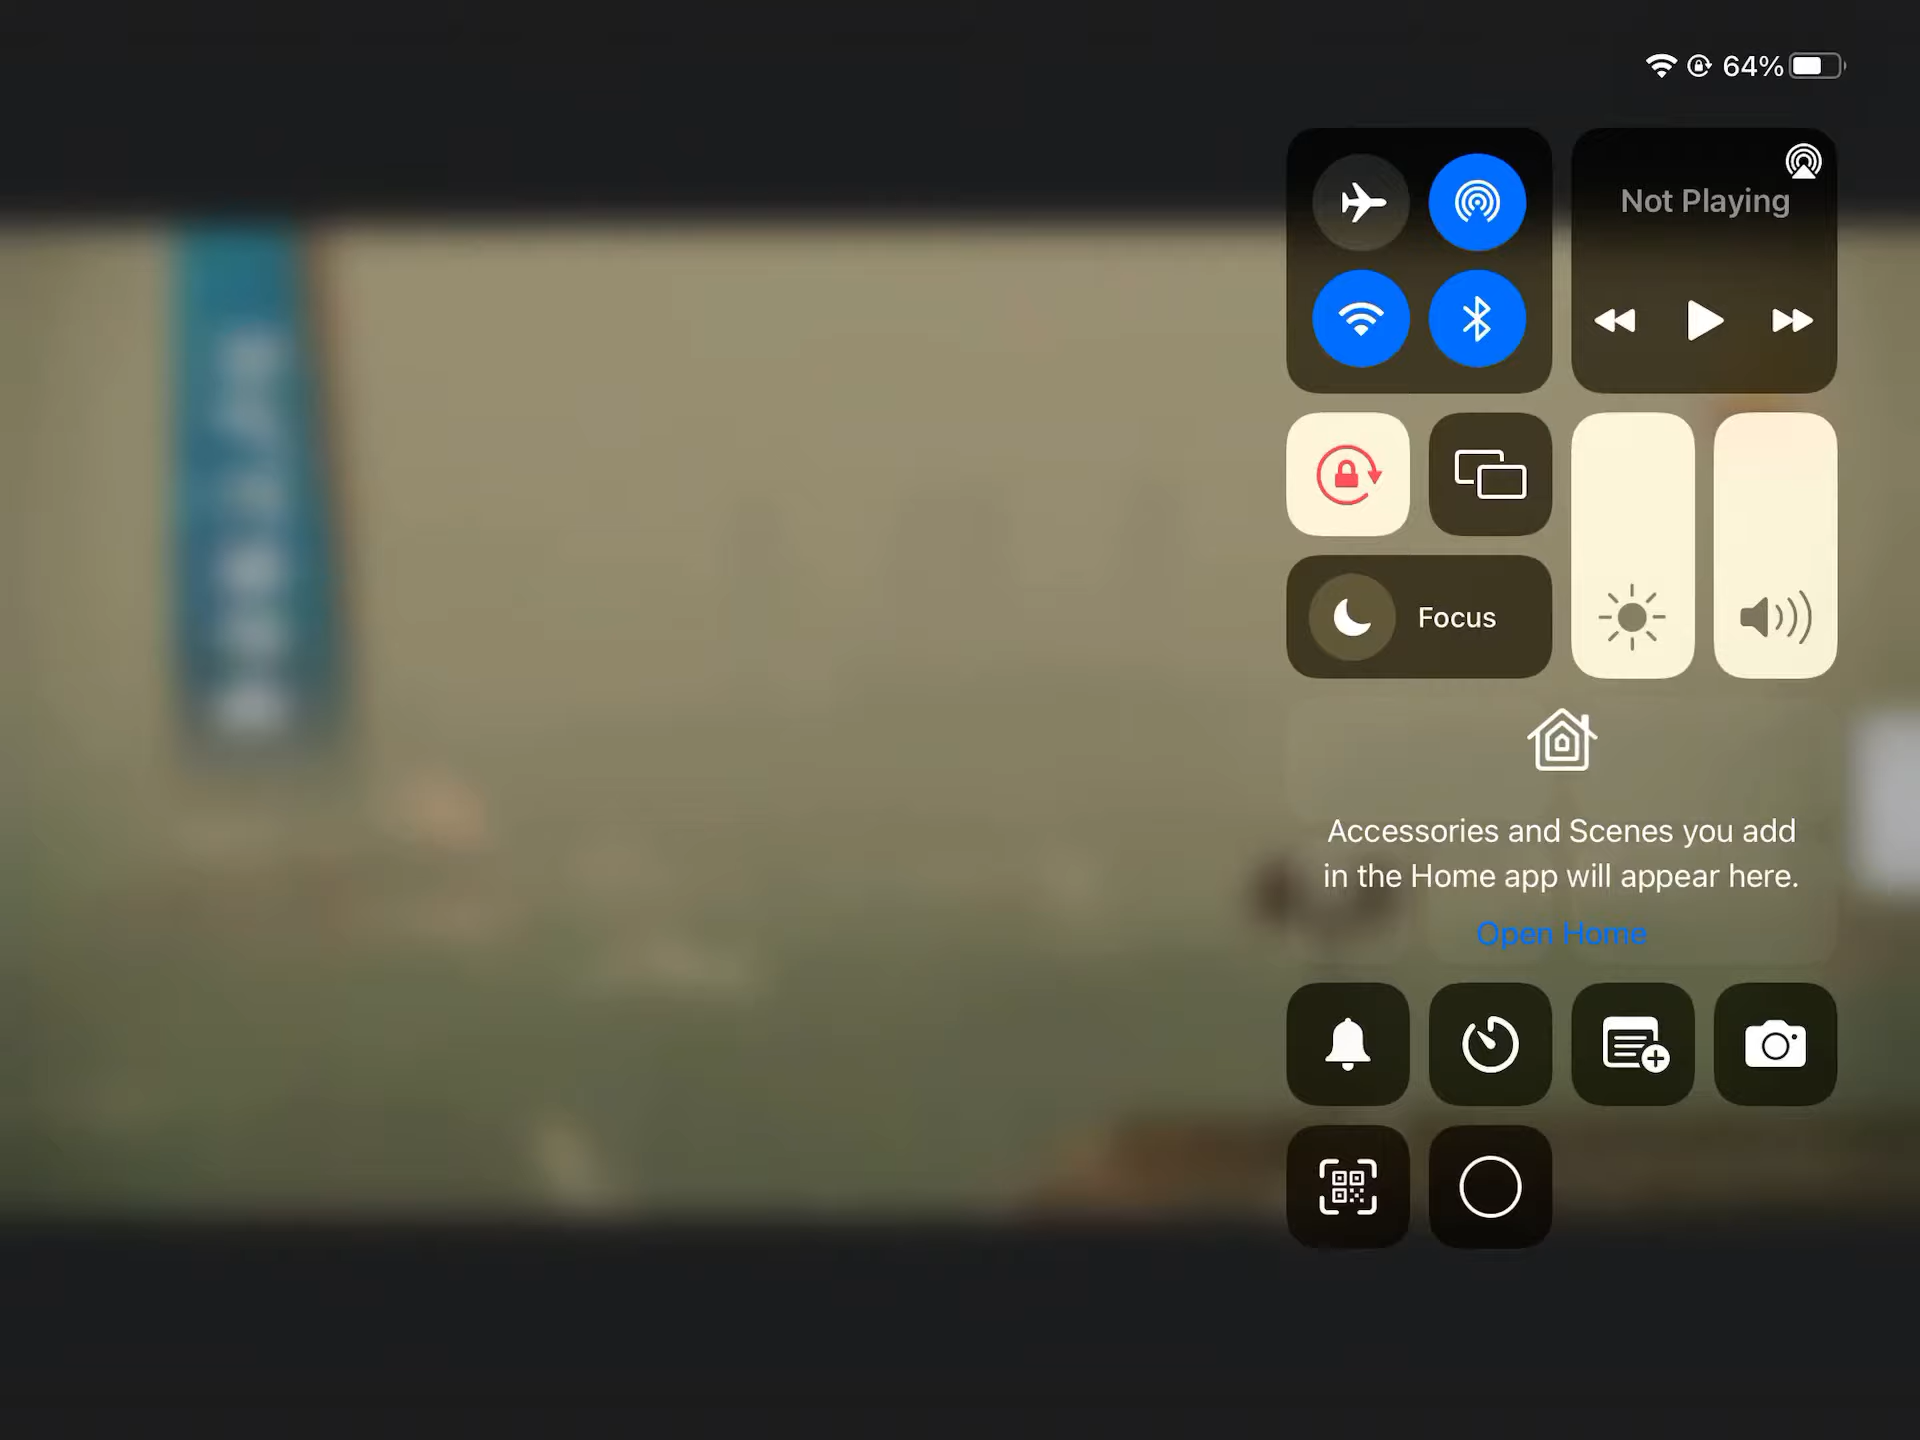 64%
Not Playing
Focus
Accessories and Scenes you add
in the Home app will appear here.
Open Home